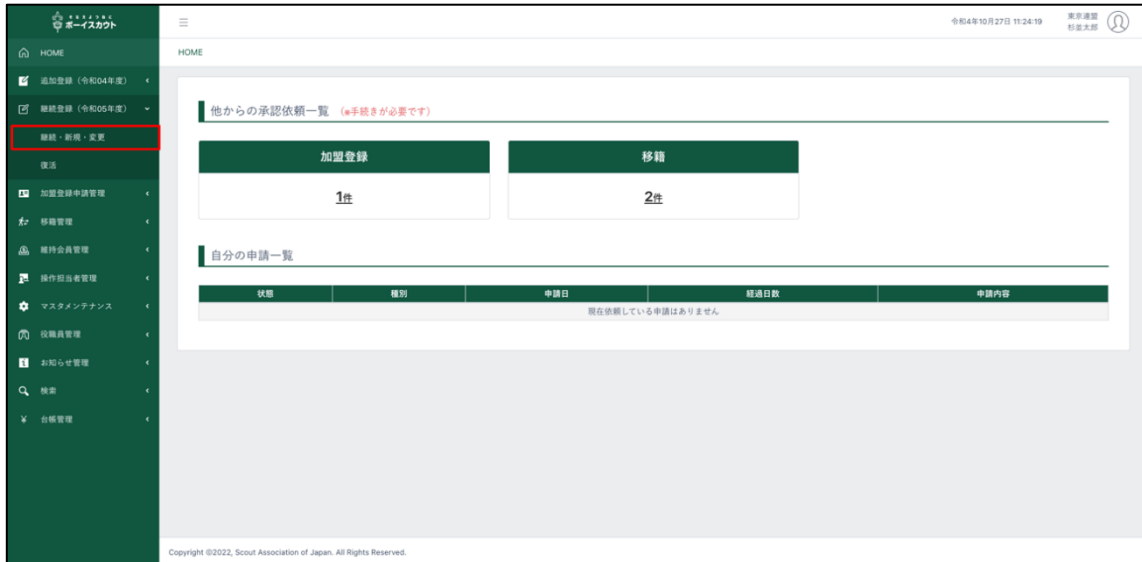 ボーイスカウト
令和4年10月27日 11:24:19
東京連盟
杉並太郎
HOME
追加登録（令和04年度）
継続登録（令和05年度）
継続・新規・変更
復活
加盟登録申請管理
移籍管理
維持会員管理
操作担当者管理
マスタメンテナンス
役職員管理
お知らせ管理
検索
台帳管理
HOME
他からの承認依頼一覧 （※手続きが必要です）
加盟登録
移籍
1件
2件
自分の申請一覧
状態 種別 申請日 経過日数 申請内容
現在依頼している申請はありません
Copyright ©2022, Scout Association of Japan. All Rights Reserved.